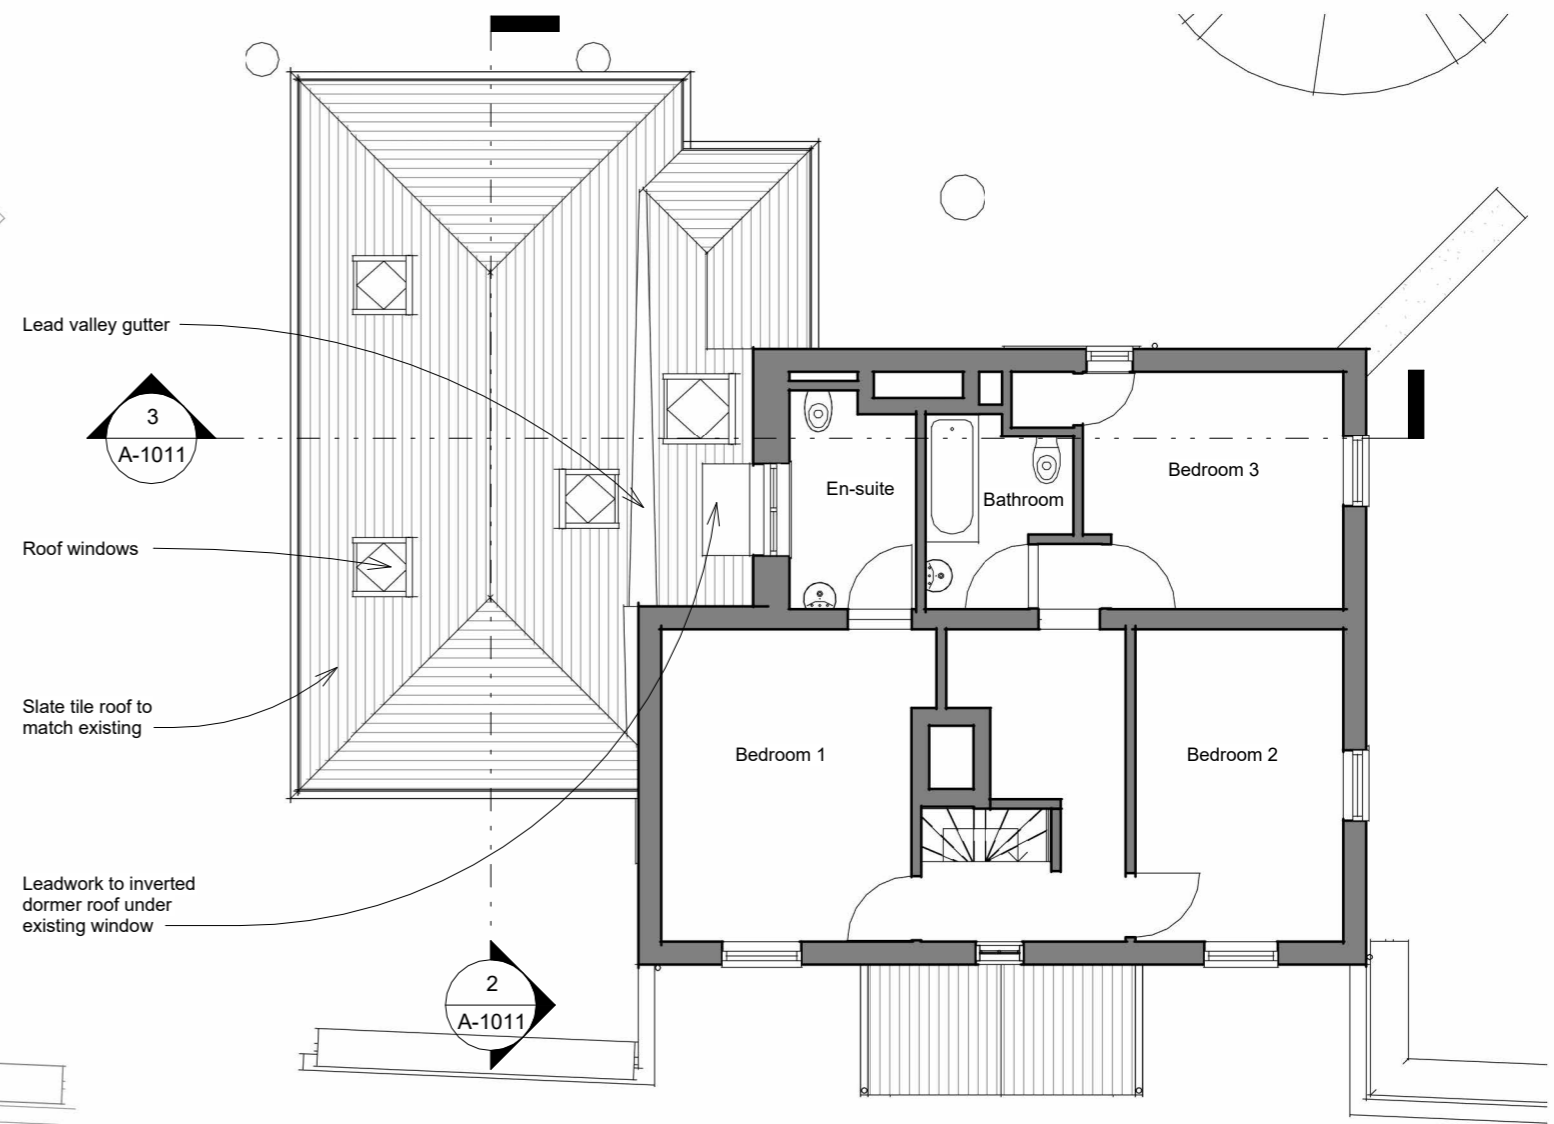 Lead valley gutter
3
A-1011
En-suite
Bathroom
Bedroom 3
Roof windows
Slate tile roof to
match existing
Bedroom 1
Bedroom 2
Leadwork to inverted
dormer roof under
existing window
2
A-1011